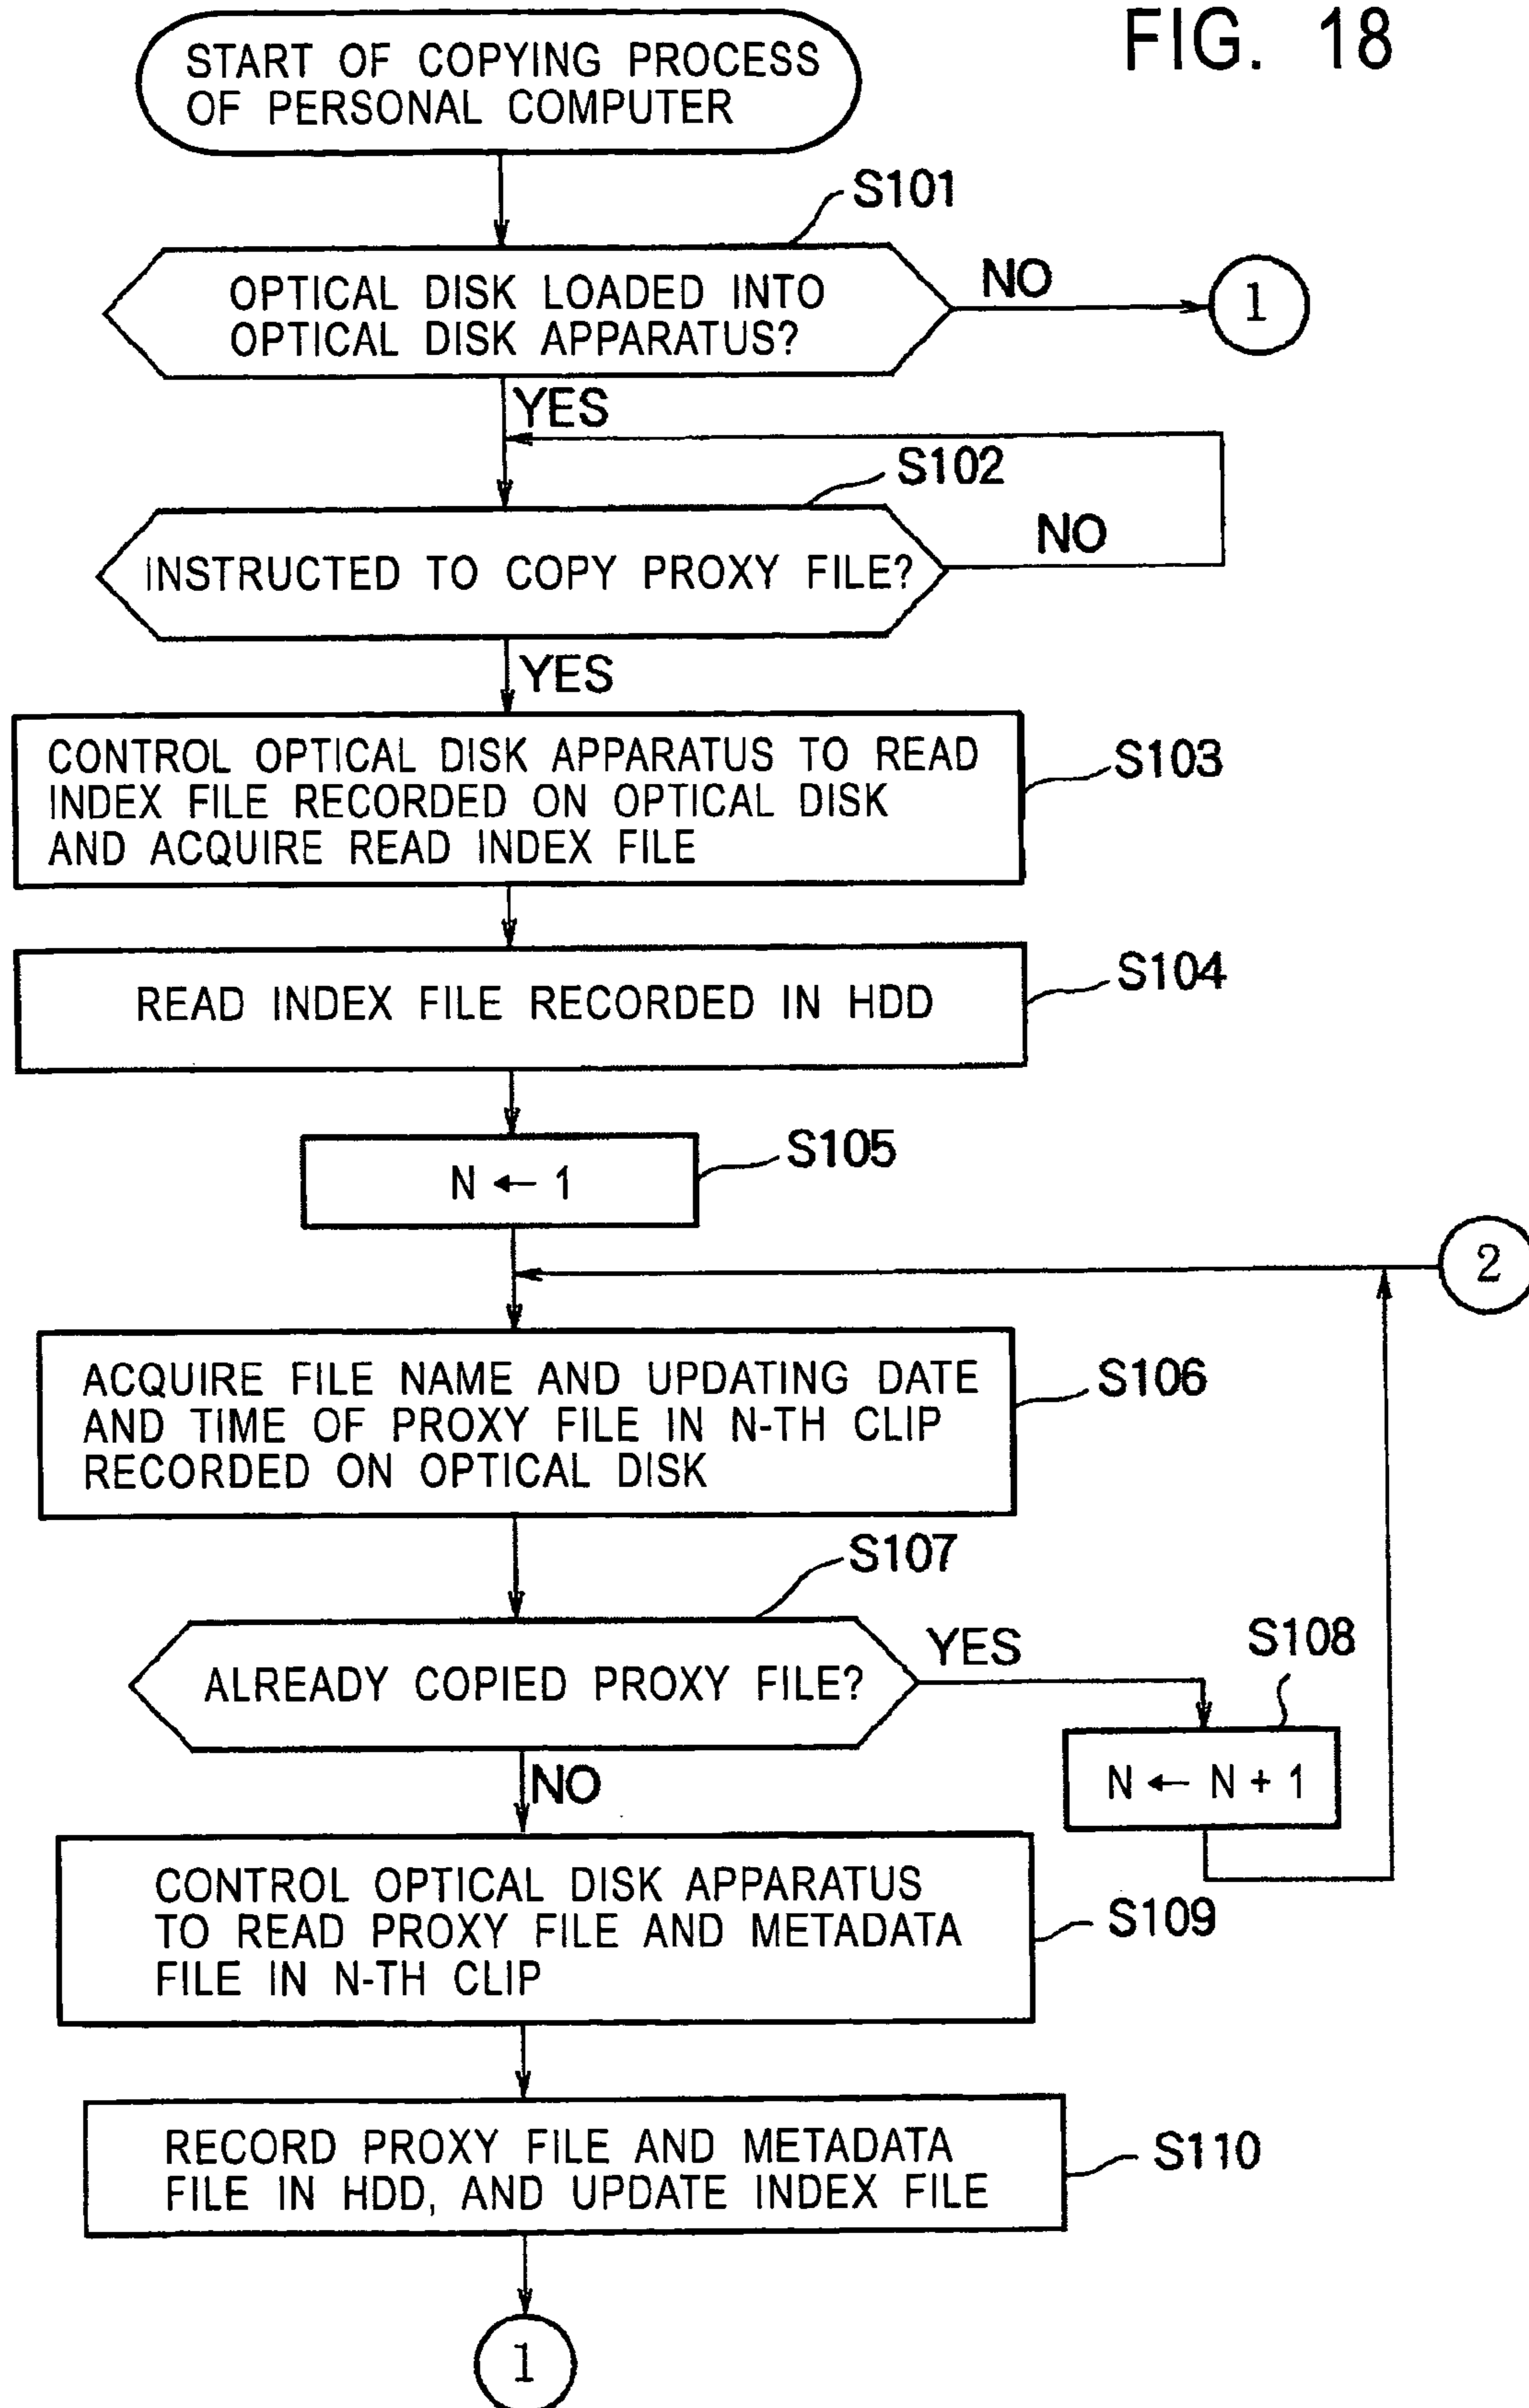 FIG. 18
START OF COPYING PROCESS
OF PERSONAL COMPUTER
S101
OPTICAL DISK LOADED INTO
OPTICAL DISK APPARATUS?
NO
1
YES
S102
INSTRUCTED TO COPY PROXY FILE?
NO
YES
CONTROL OPTICAL DISK APPARATUS TO READ
INDEX FILE RECORDED ON OPTICAL DISK
AND ACQUIRE READ INDEX FILE
S103
READ INDEX FILE RECORDED IN HDD
S104
N ← 1
S105
2
ACQUIRE FILE NAME AND UPDATING DATE
AND TIME OF PROXY FILE IN N-TH CLIP
RECORDED ON OPTICAL DISK
S106
S107
ALREADY COPIED PROXY FILE?
YES
S108
N ← N + 1
NO
CONTROL OPTICAL DISK APPARATUS
TO READ PROXY FILE AND METADATA
FILE IN N-TH CLIP
S109
RECORD PROXY FILE AND METADATA
FILE IN HDD, AND UPDATE INDEX FILE
S110
1